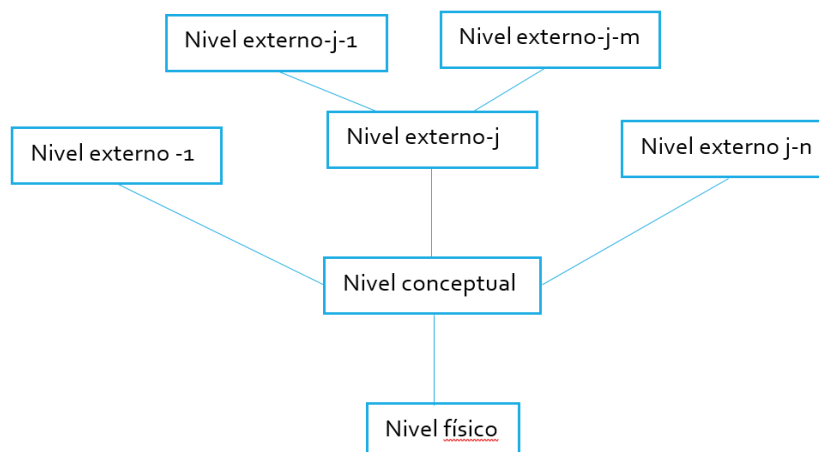 Nivel externo-j-1
Nivel externo-j-m
Nivel externo -1
Nivel externo-j
Nivel externo j-n
Nivel conceptual
Nivel físico